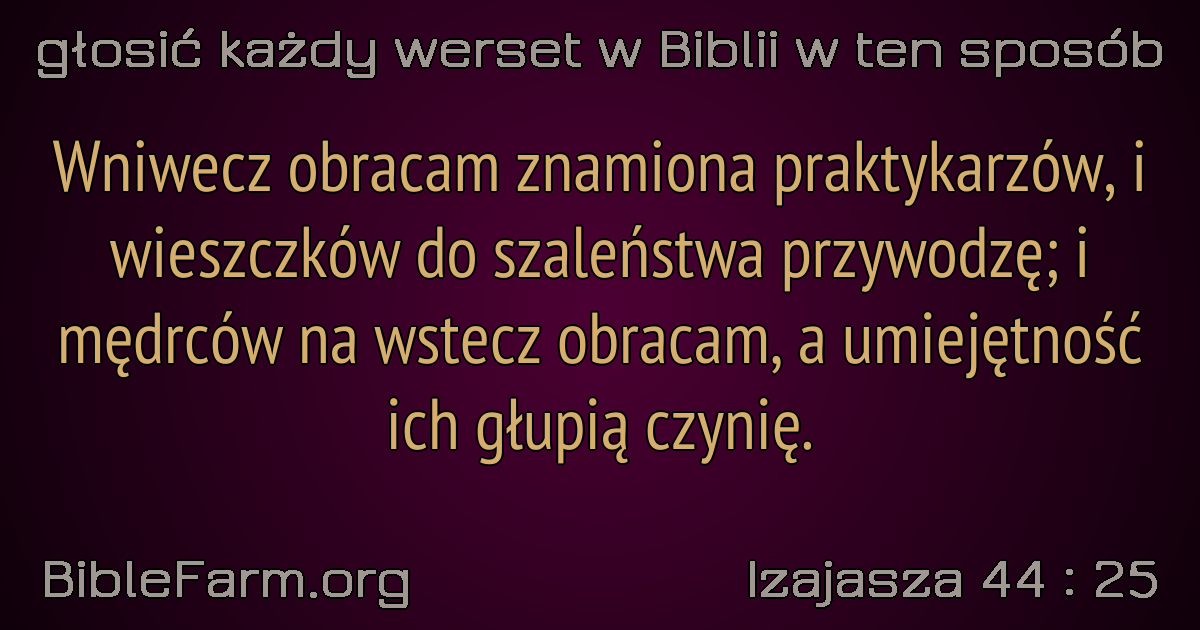 głosić każdy werset w Biblii w ten sposób
Wniwecz obracam znamiona praktykarzów, i
wieszczków do szaleństwa przywodzę; i
mędrców na wstecz obracam, a umiejętność
ich głupią czynię.
BibleFarm.org
Izajasza 44 : 25